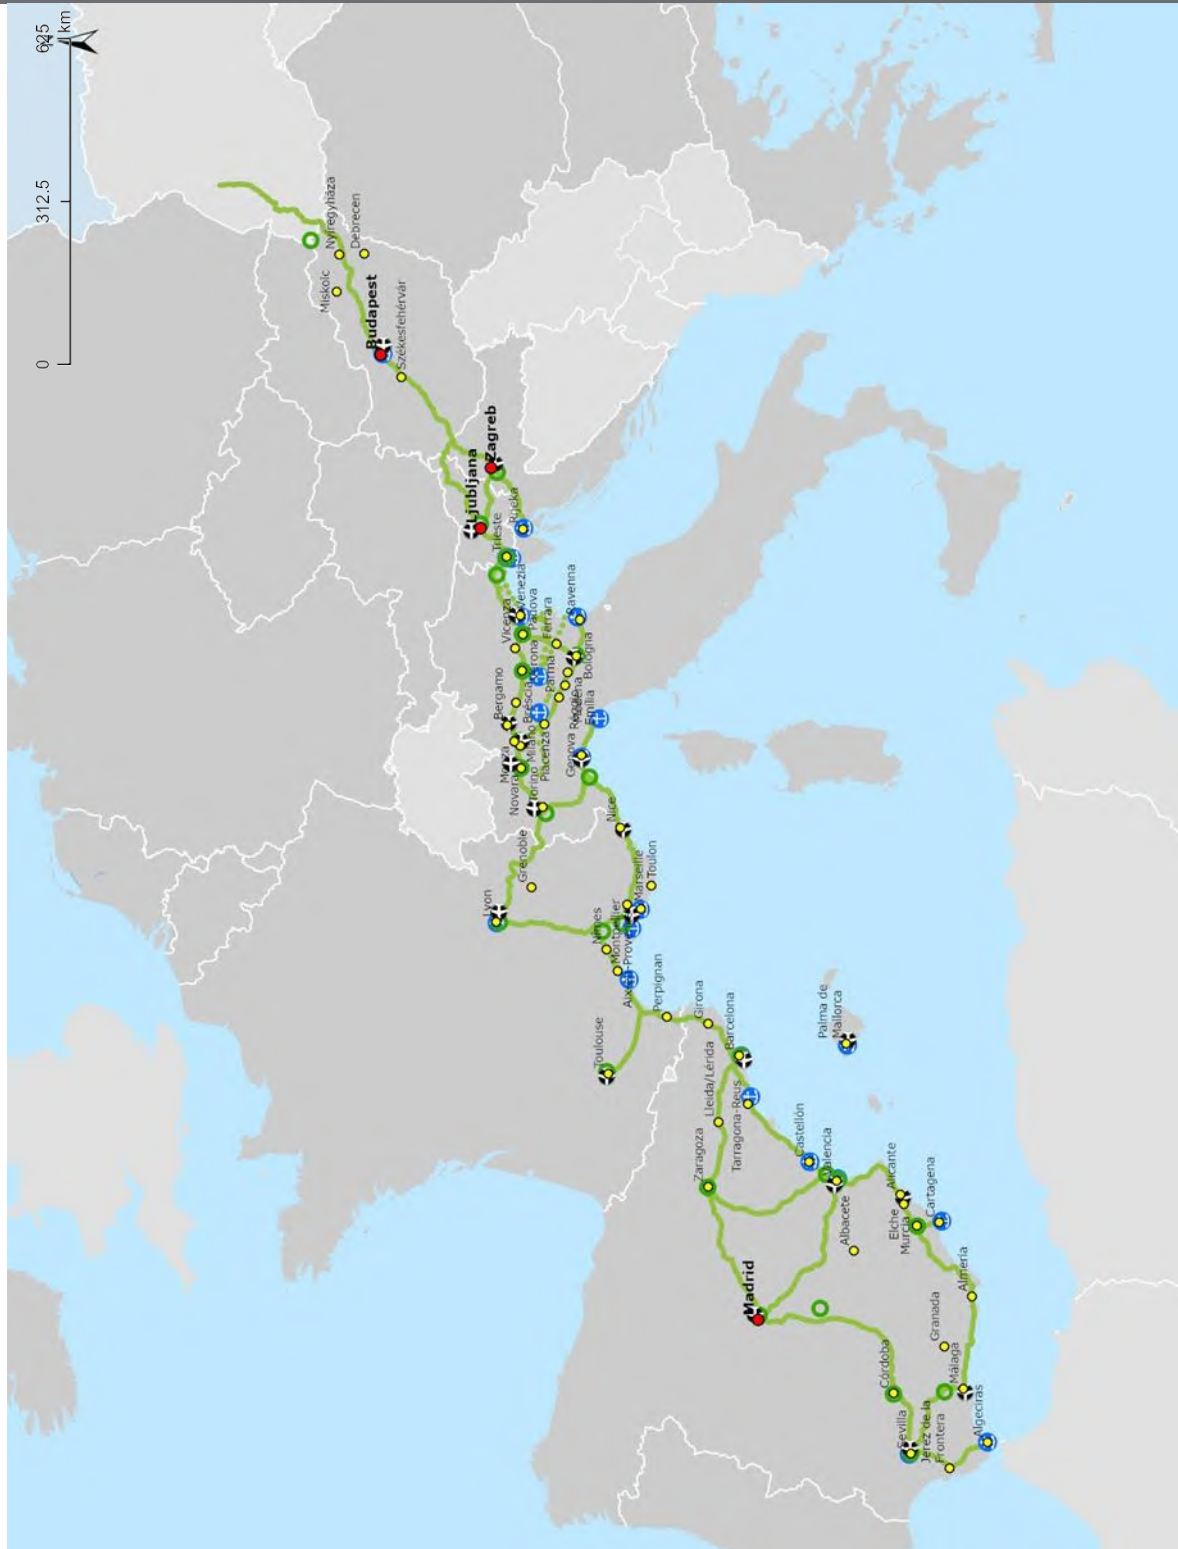 0
312.5
625
km
N
Nyíregyháza
Debrecen
Miskolc
Budapest
Székesfehérvár
Zagreb
Ljubljana
Rijeka
Trieste
Venezia
Vicenza
Padova
Ferrara
Ravenna
Verona
Bologna
Parma
Modena
Reggio
Emilia
Bergamo
Bréscia
Milano
Monza
Piacenza
Novara
Torino
Genova
Nice
Grenoble
Lyon
Toulon
Marseille
Nîmes
Montpellier
Aix-
Prove
Perpignan
Toulouse
Girona
Barcelona
Lleida/Lérida
Tarragona-Reus
Palma de
Mallorca
Castellón
Valencia
Zaragoza
Albacete
Alicante
Elche
Murcia
Cartagena
Madrid
Almería
Granada
Málaga
Córdoba
Algeciras
Sevilla
Jerez de la
Frontera